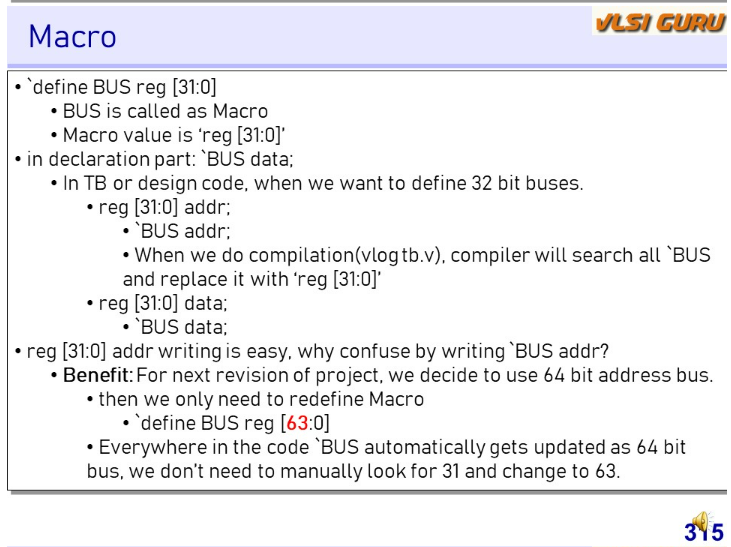 VLSI GURU
Macro
• `define BUS reg [31:0]
• BUS is called as Macro
• Macro value is ‘reg [31:0]’
• in declaration part: `BUS data;
• In TB or design code, when we want to define 32 bit buses.
• reg [31:0] addr;
• `BUS addr;
• When we do compilation(vlog tb.v), compiler will search all `BUS
and replace it with ‘reg [31:0]’
• reg [31:0] data;
• `BUS data;
• reg [31:0] addr writing is easy, why confuse by writing `BUS addr?
• Benefit: For next revision of project, we decide to use 64 bit address bus.
• then we only need to redefine Macro
• `define BUS reg [63:0]
• Everywhere in the code `BUS automatically gets updated as 64 bit
bus, we don’t need to manually look for 31 and change to 63.
315